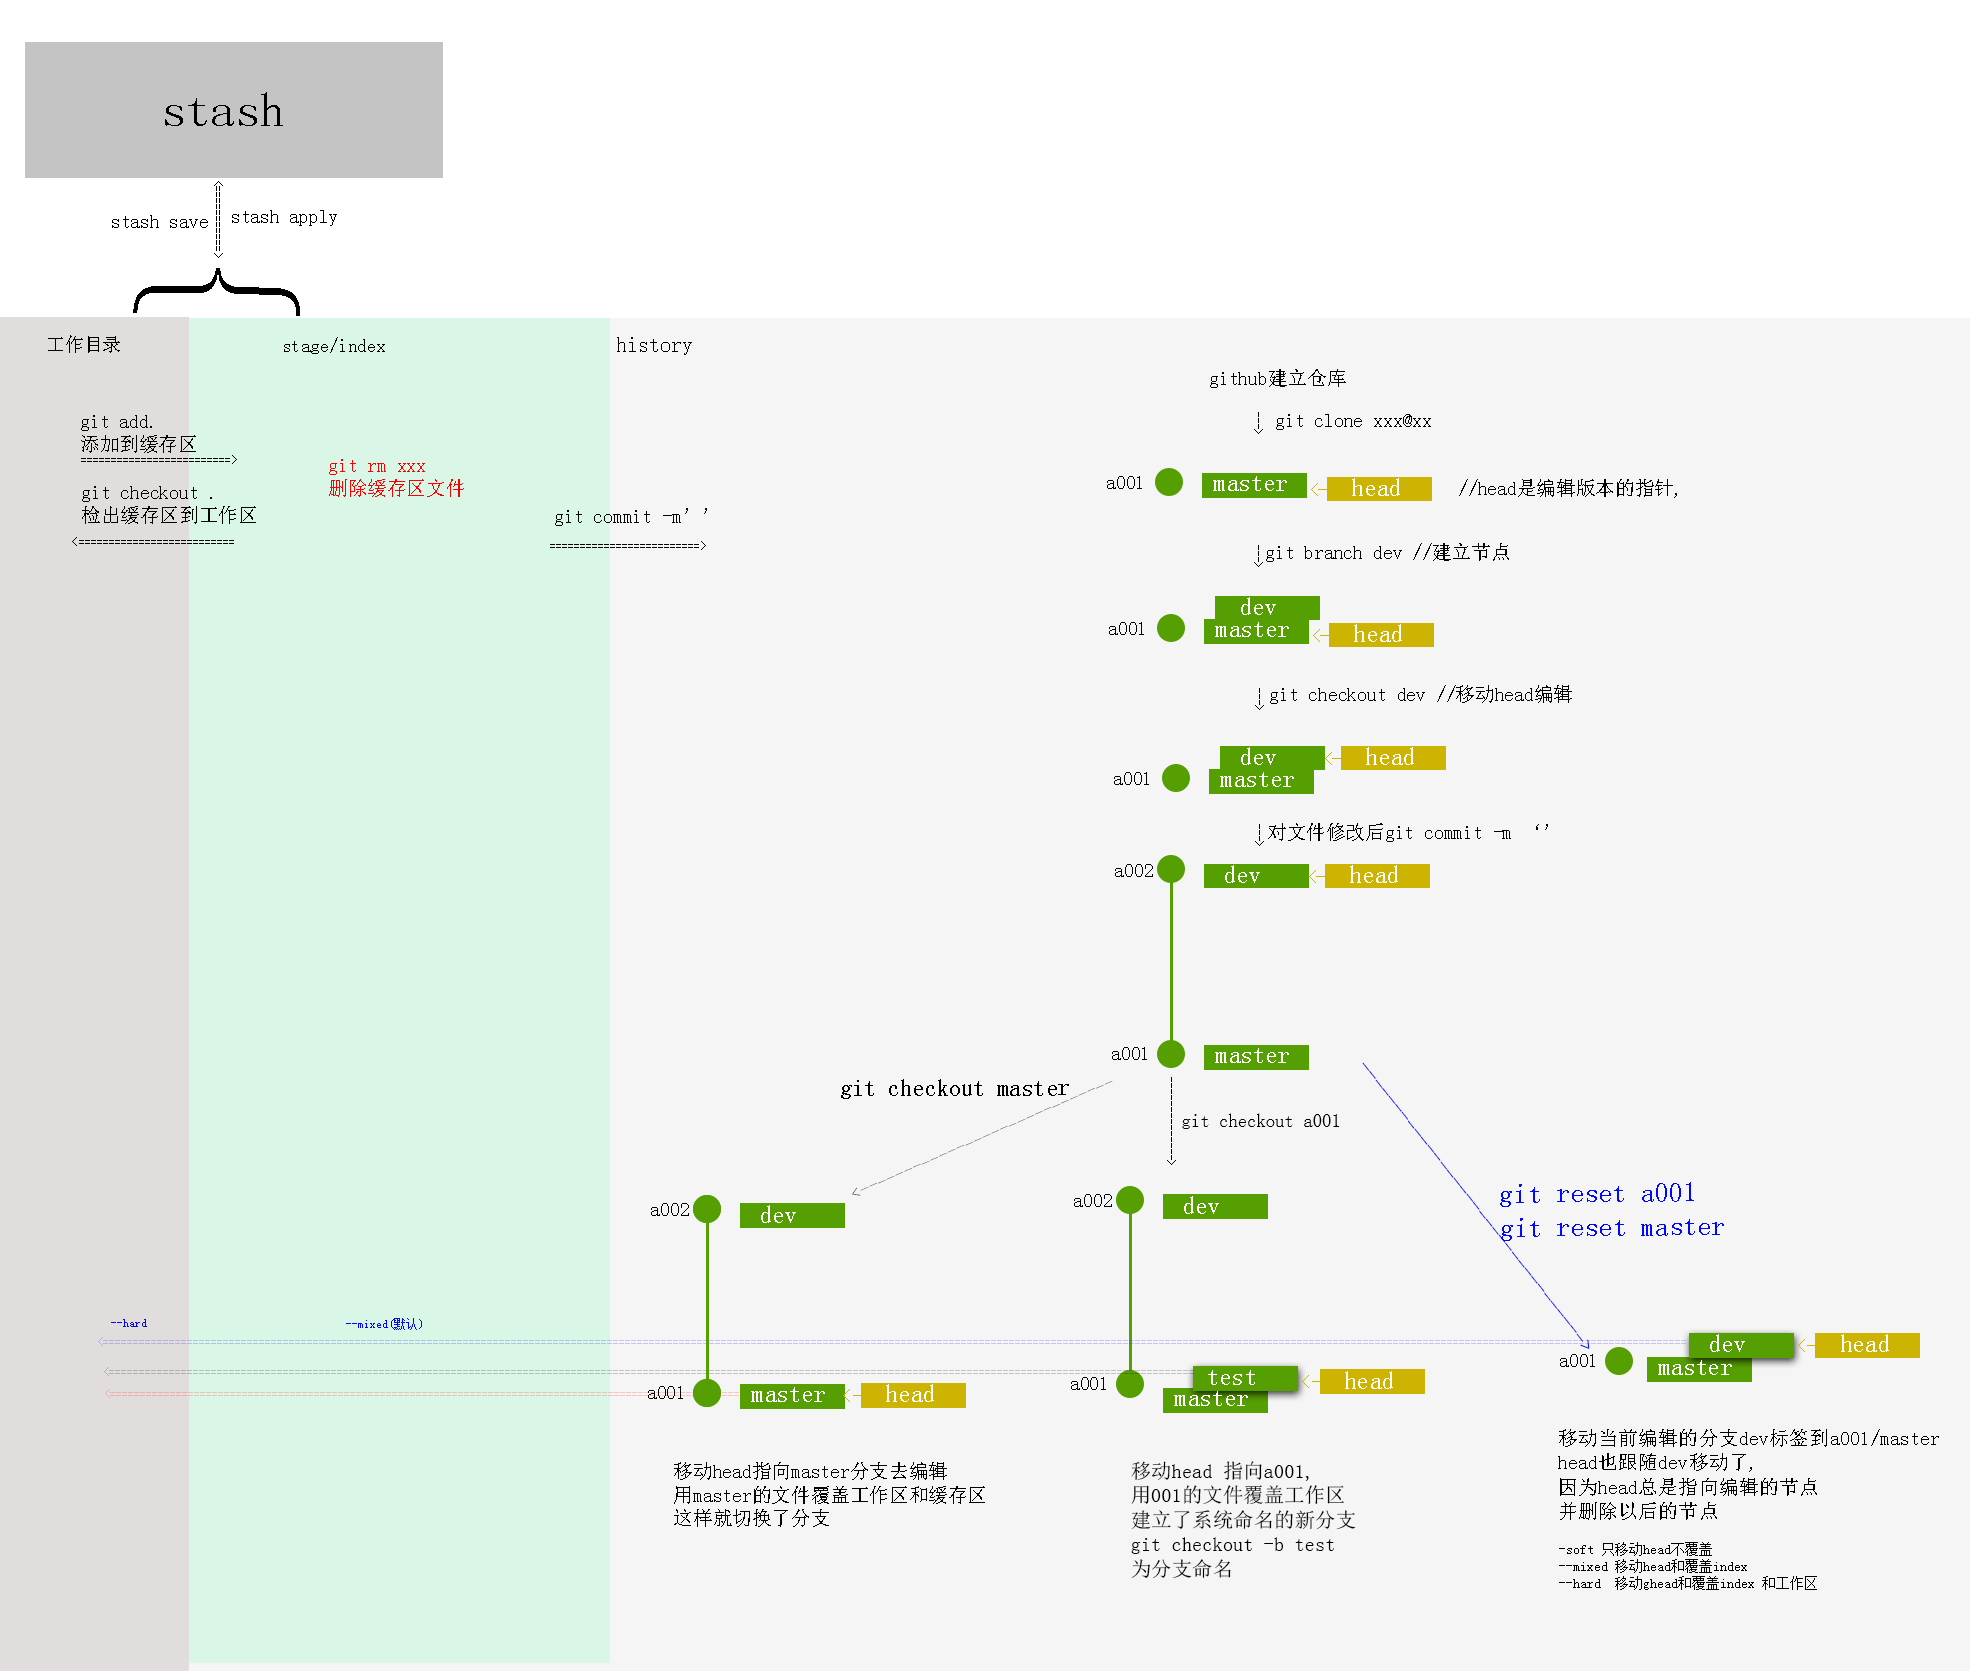 stash
stash save
stash apply
工作目录
stage/index
history
git add.
添加到缓存区
=========================>
git checkout .
检出缓存区到工作区
<==========================
git rm xxx
删除缓存区文件
git commit -m’ ’
=========================>
github建立仓库
git clone xxx@xx
a001
master
head
//head是编辑版本的指针,
git branch dev //建立节点
dev
a001
master
head
git checkout dev //移动head编辑
dev
head
a001
master
对文件修改后git commit -m ‘’
a002
dev
head
a001
master
git checkout master
git checkout a001
git reset a001
git reset master
a002
dev
a002
dev
--hard
--mixed(默认)
a001
master
head
a001
test
master
head
a001
dev
master
head
移动head指向master分支去编辑
用master的文件覆盖工作区和缓存区
这样就切换了分支
移动head 指向a001,
用001的文件覆盖工作区
建立了系统命名的新分支
git checkout -b test
为分支命名
移动当前编辑的分支dev标签到a001/master
head也跟随dev移动了,
因为head总是指向编辑的节点
并删除以后的节点
-soft 只移动head不覆盖
--mixed 移动head和覆盖index
--hard 移动ghead和覆盖index 和工作区